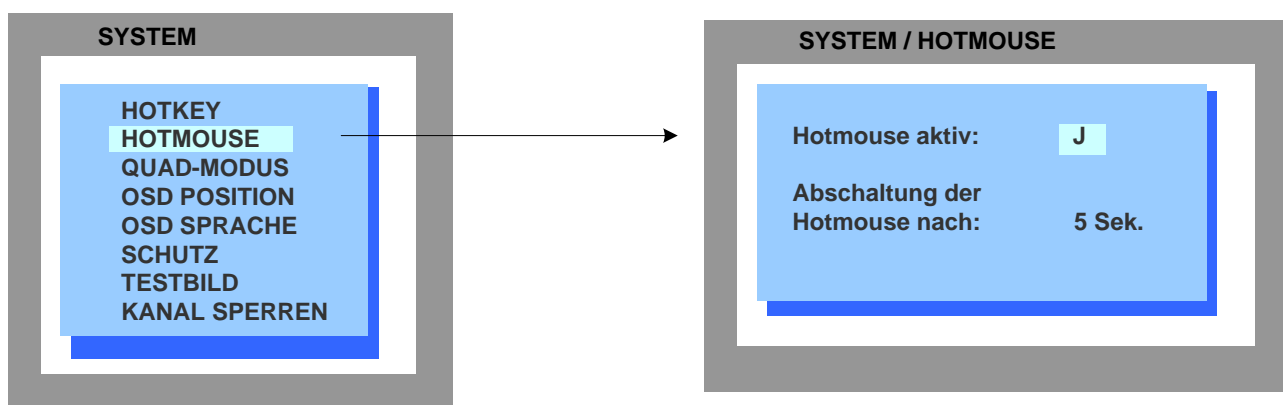 SYSTEM
HOTKEY
HOTMOUSE
QUAD-MODUS
OSD POSITION
OSD SPRACHE
SCHUTZ
TESTBILD
KANAL SPERREN
SYSTEM / HOTMOUSE
Hotmouse aktiv: J
Abschaltung der
Hotmouse nach: 5 Sek.